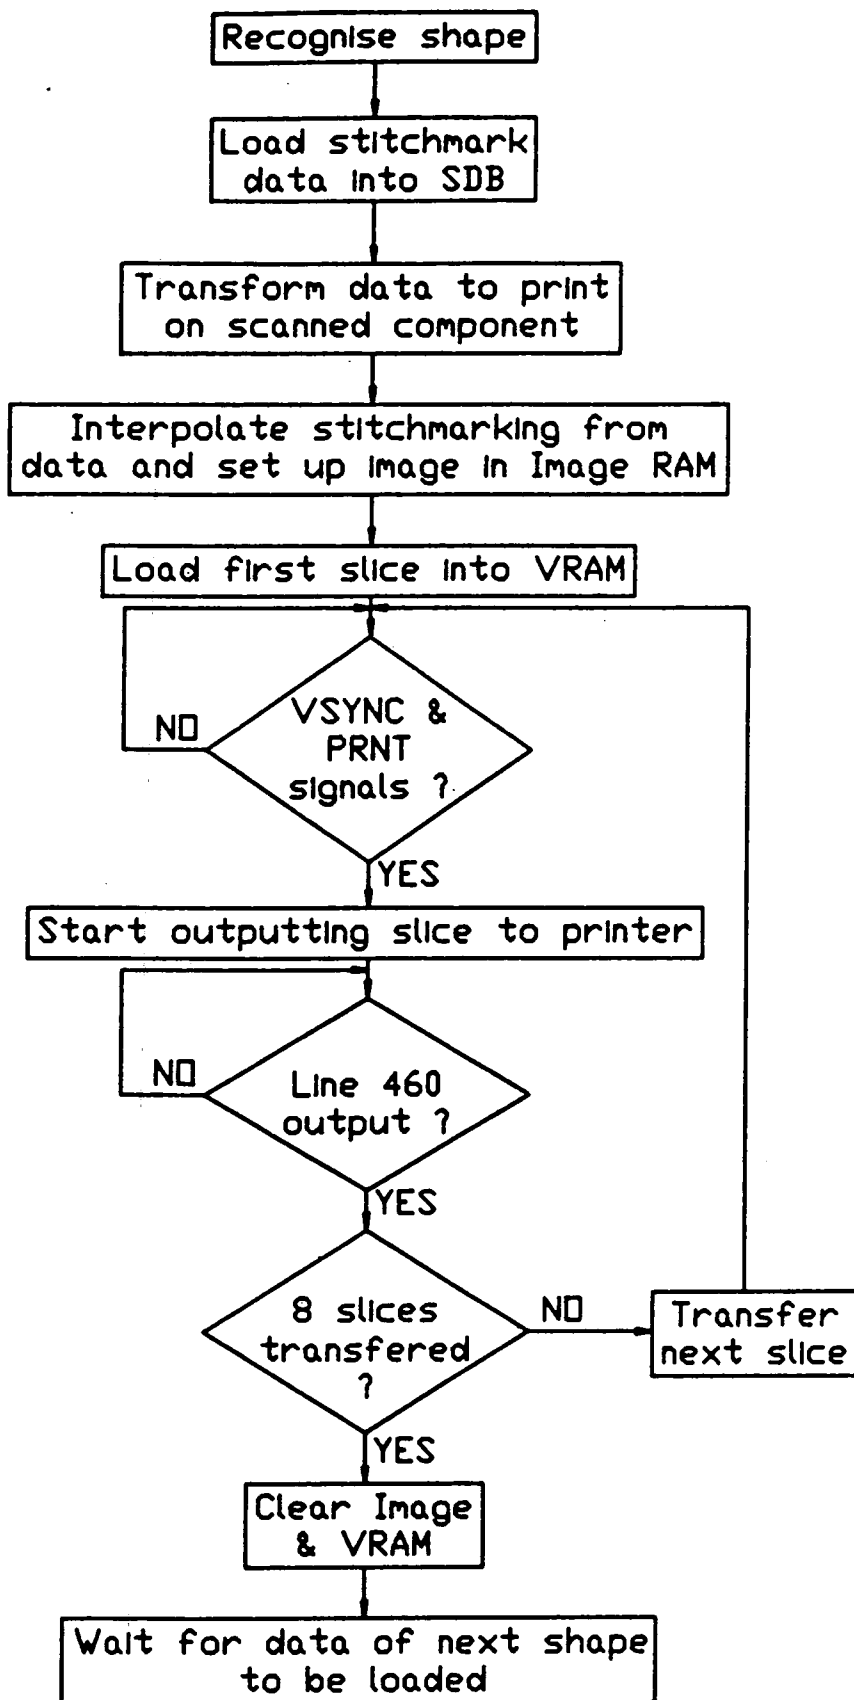 Recognise shape
Load stitchmark
data into SDB
Transform data to print
on scanned component
Interpolate stitchmarking from
data and set up image in Image RAM
Load first slice into VRAM
VSYNC &
PRNT
signals ?
NO
YES
Start outputting slice to printer
Line 460
output ?
NO
YES
8 slices
transfered
?
NO
Transfer
next slice
YES
Clear Image
& VRAM
Wait for data of next shape
to be loaded